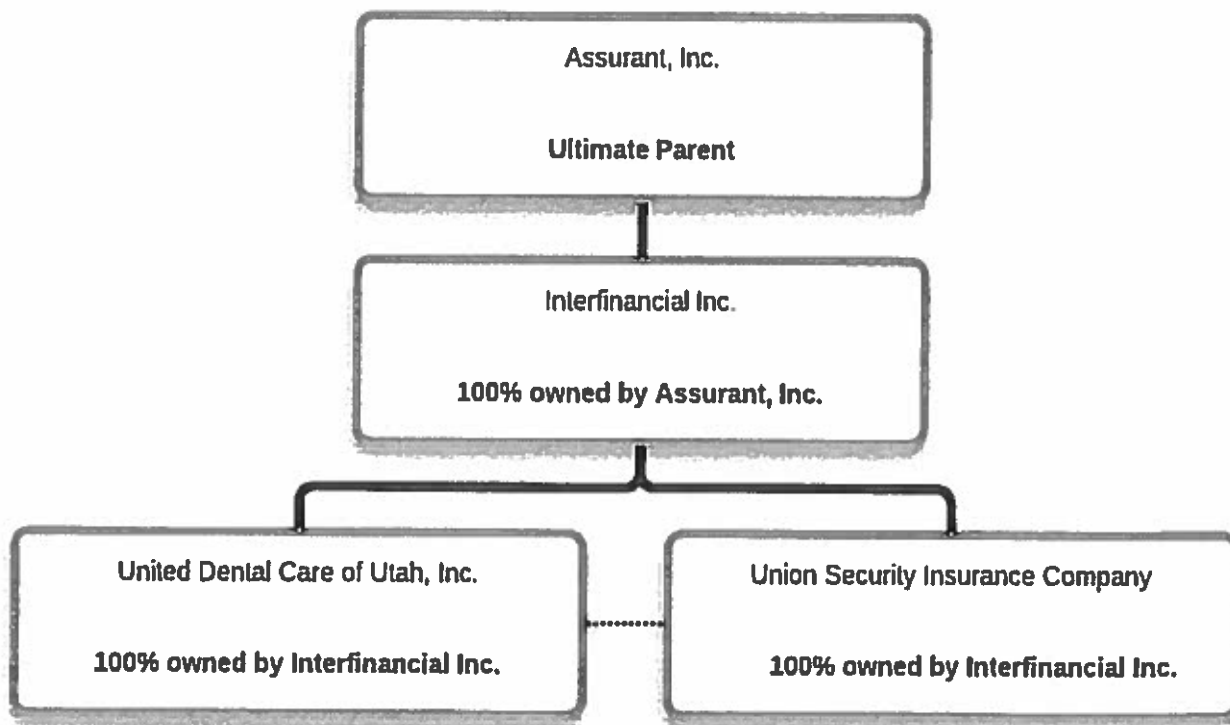 Assurant, Inc.
Ultimate Parent
Interfinancial Inc.
100% owned by Assurant, Inc.
United Dental Care of Utah, Inc.
100% owned by Interfinancial Inc.
Union Security Insurance Company
100% owned by Interfinancial Inc.